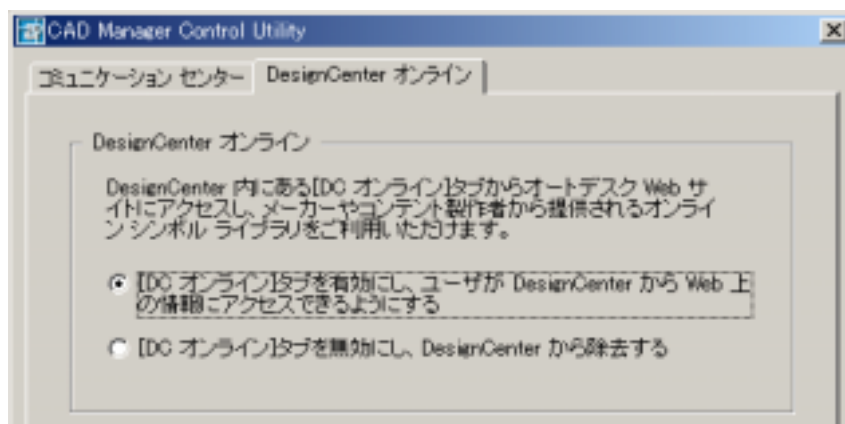 CAD Manager Control Utility
コミュニケーション センター
DesignCenter オンライン
DesignCenter オンライン
DesignCenter 内にある[DC オンライン]タブからオートデスク Web サ
イトにアクセスし、メーカーやコンテント製作者から提供されるオンライ
ン シンボル ライブラリをご利用いただけます。
[DC オンライン]タブを有効にし、ユーザが DesignCenter から Web 上
の情報にアクセスできるようにする
[DC オンライン]タブを無効にし、DesignCenter から除去する